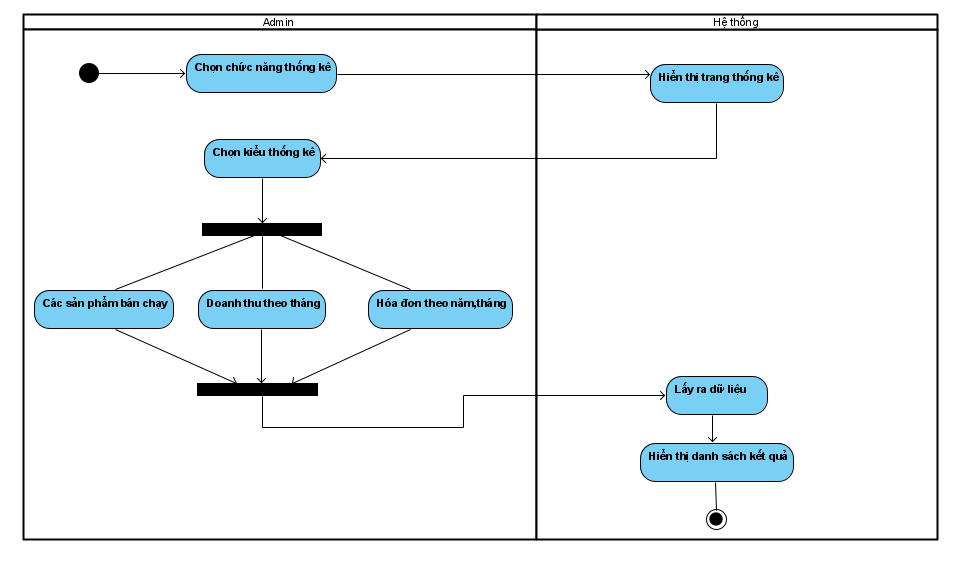 Admin
Hệ thống
Chọn chức năng thống kê
Hiển thị trang thống kê
Chọn kiểu thống kê
Các sản phẩm bán chạy
Doanh thu theo tháng
Hóa đơn theo năm,tháng
Lấy ra dữ liệu
Hiển thị danh sách kết quả